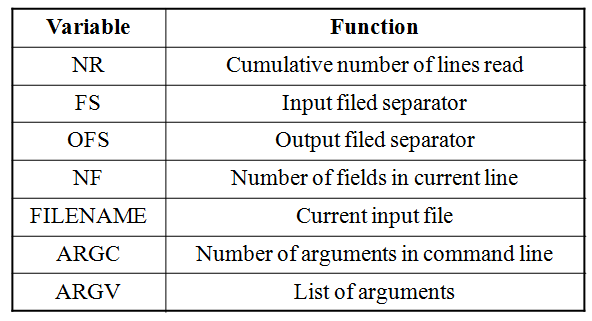 Variable Function
NR Cumulative number of lines read
FS Input filed separator
OFS Output filed separator
NF Number of fields in current line
FILENAME Current input file
ARGC Number of arguments in command line
ARGV List of arguments